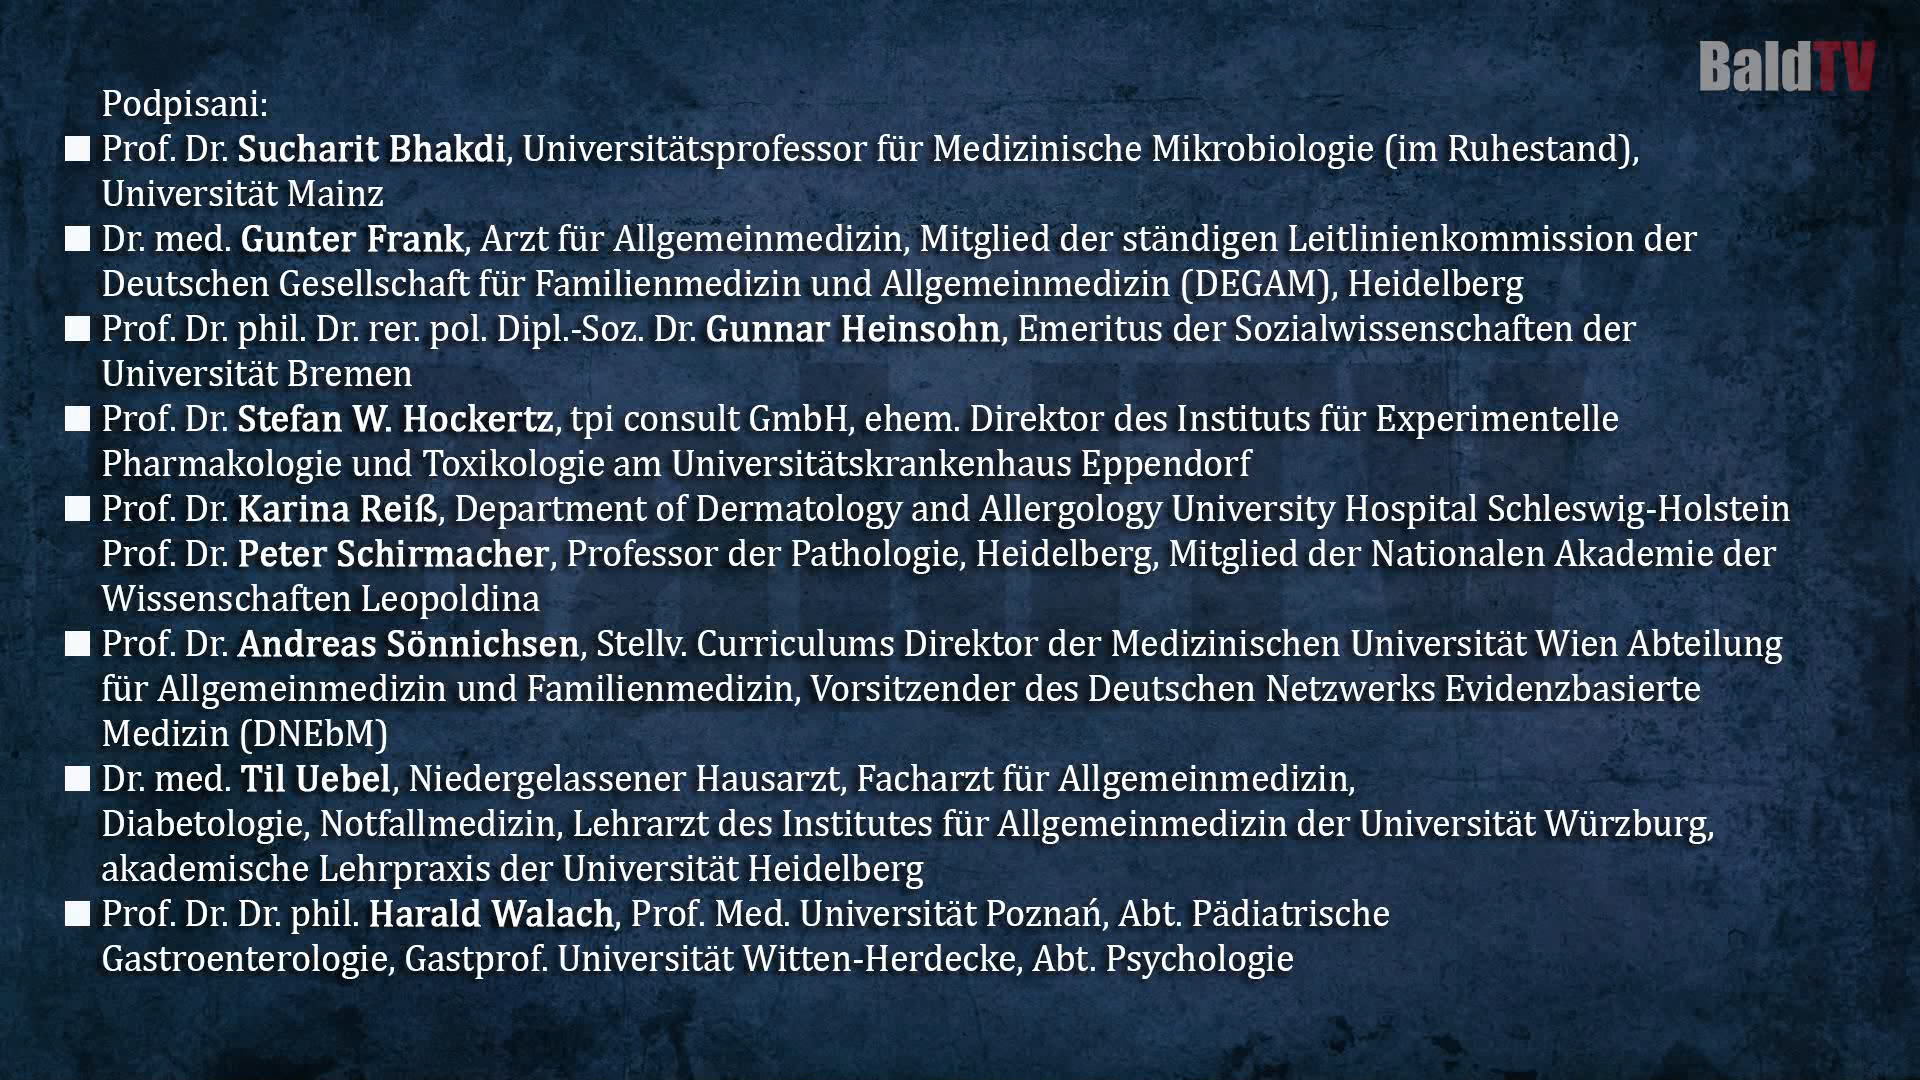 BaldTV
Podpisani:
Prof. Dr. Sucharit Bhakdi, Universitätsprofessor für Medizinische Mikrobiologie (im Ruhestand),
Universität Mainz
Dr. med. Gunter Frank, Arzt für Allgemeinmedizin, Mitglied der ständigen Leitlinienkommission der
Deutschen Gesellschaft für Familienmedizin und Allgemeinmedizin (DEGAM), Heidelberg
Prof. Dr. phil. Dr. rer. pol. Dipl.-Soz. Dr. Gunnar Heinsohn, Emeritus der Sozialwissenschaften der
Universität Bremen
Prof. Dr. Stefan W. Hockertz, tpi consult GmbH, ehem. Direktor des Instituts für Experimentelle
Pharmakologie und Toxikologie am Universitätskrankenhaus Eppendorf
Prof. Dr. Karina Reiß, Department of Dermatology and Allergology University Hospital Schleswig-Holstein
Prof. Dr. Peter Schirmacher, Professor der Pathologie, Heidelberg, Mitglied der Nationalen Akademie der
Wissenschaften Leopoldina
Prof. Dr. Andreas Sönnichsen, Stellv. Curriculums Direktor der Medizinischen Universität Wien Abteilung
für Allgemeinmedizin und Familienmedizin, Vorsitzender des Deutschen Netzwerks Evidenzbasierte
Medizin (DNEbM)
Dr. med. Til Uebel, Niedergelassener Hausarzt, Facharzt für Allgemeinmedizin,
Diabetologie, Notfallmedizin, Lehrarzt des Institutes für Allgemeinmedizin der Universität Würzburg,
akademische Lehrpraxis der Universität Heidelberg
Prof. Dr. Dr. phil. Harald Walach, Prof. Med. Universität Poznań, Abt. Pädiatrische
Gastroenterologie, Gastprof. Universität Witten-Herdecke, Abt. Psychologie